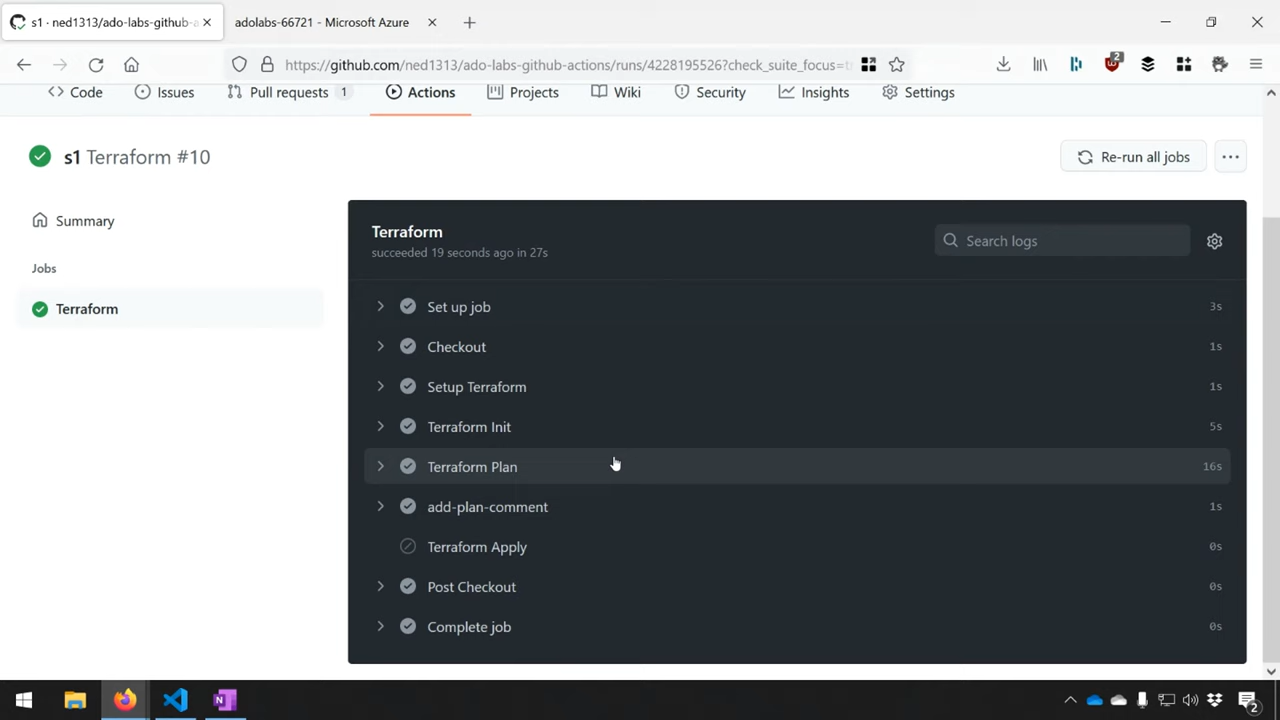 s1 · ned1313/ado-labs-github-a
adolabs-66721 - Microsoft Azure
https://github.com/ned1313/ado-labs-github-actions/runs/4228195526?check_suite_focus=t
2
Code
Issues
Pull requests 1
Actions
Projects
Wiki
Security
Insights
Settings
s1 Terraform #10
Re-run all jobs
Summary
Jobs
Terraform
Terraform
succeeded 19 seconds ago in 27s
Search logs
Set up job 3s
Checkout 1s
Setup Terraform 1s
Terraform Init 5s
Terraform Plan 16s
add-plan-comment 1s
Terraform Apply 0s
Post Checkout 0s
Complete job 0s
N
2